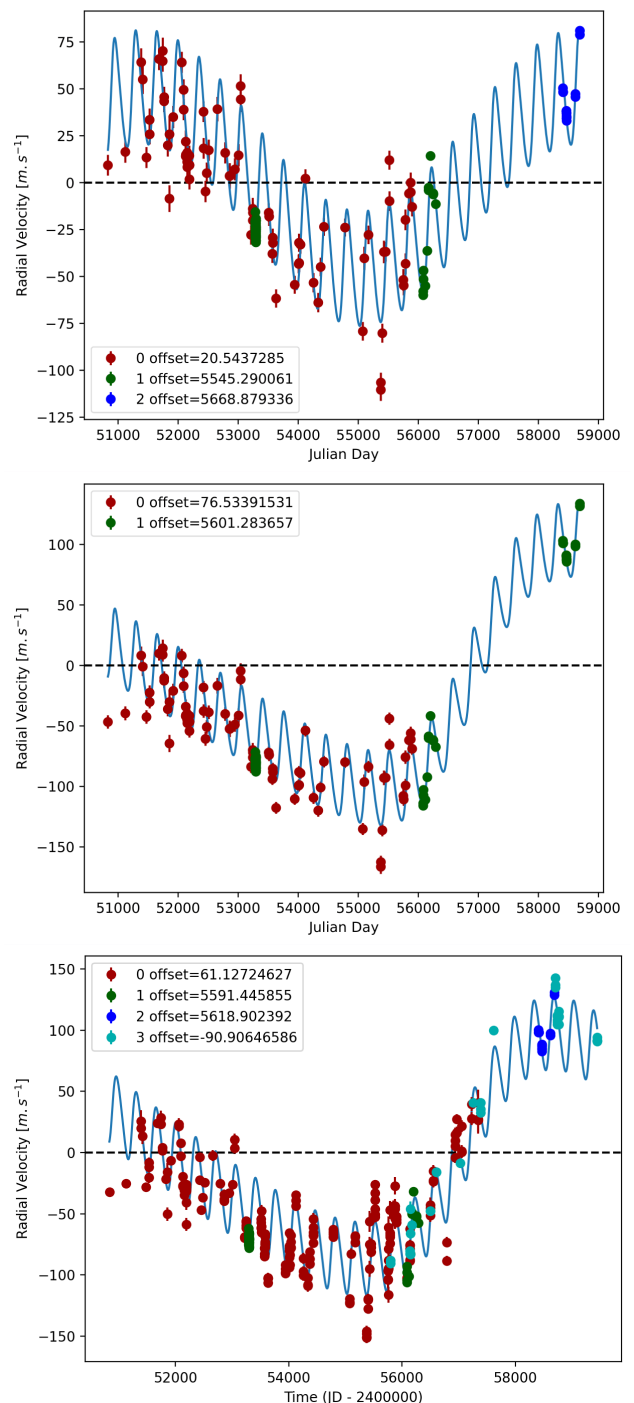 75
50
25
0
−25
−50
−75
−100
−125
Radial Velocity [m.s⁻¹]
0 offset=20.5437285
1 offset=5545.290061
2 offset=5668.879336
51000 52000 53000 54000 55000 56000 57000 58000 59000
Julian Day
0 offset=76.53391531
1 offset=5601.283657
100
50
0
−50
−100
−150
Radial Velocity [m.s⁻¹]
51000 52000 53000 54000 55000 56000 57000 58000 59000
Julian Day
0 offset=61.12724627
1 offset=5591.445855
2 offset=5618.902392
3 offset=-90.90646586
150
100
50
0
−50
−100
−150
Radial Velocity [m.s⁻¹]
52000 54000 56000 58000
Time (JD - 2400000)